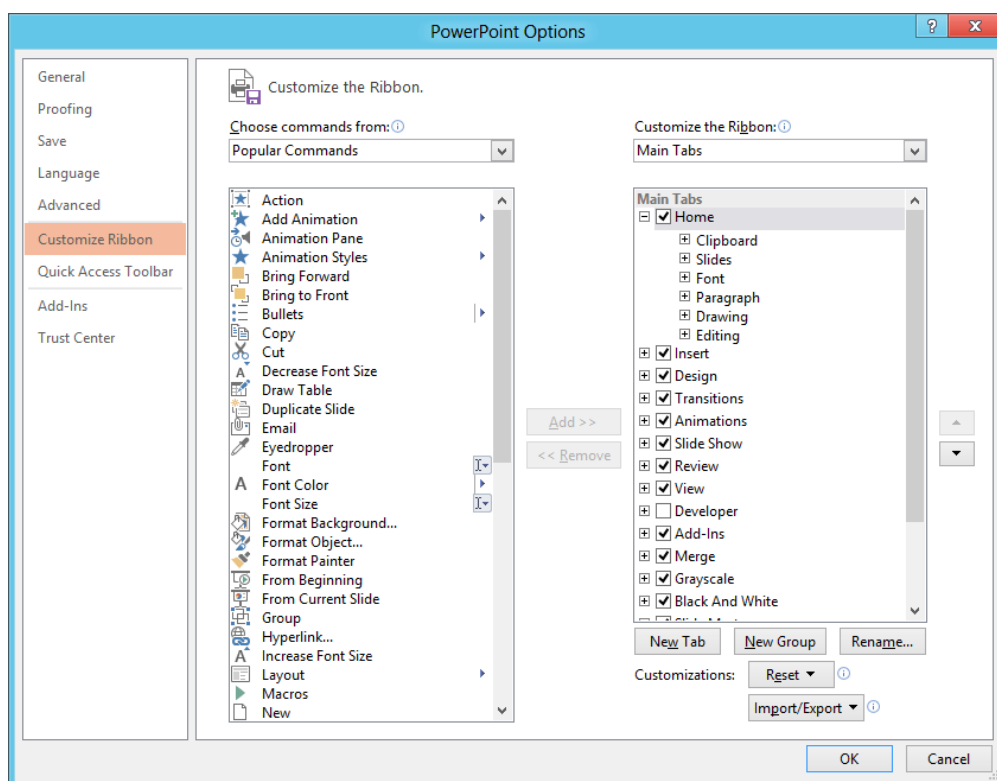 PowerPoint Options
?
X
General
Proofing
Save
Language
Advanced
Customize Ribbon
Quick Access Toolbar
Add-Ins
Trust Center
Customize the Ribbon.
Choose commands from:
Popular Commands
Action
Add Animation
Animation Pane
Animation Styles
Bring Forward
Bring to Front
Bullets
Copy
Cut
Decrease Font Size
Draw Table
Duplicate Slide
Email
Eyedropper
Font
Font Color
Font Size
Format Background...
Format Object...
Format Painter
From Beginning
From Current Slide
Group
Hyperlink...
Increase Font Size
Layout
Macros
New
Add >>
<< Remove
Customize the Ribbon:
Main Tabs
Main Tabs
Home
Clipboard
Slides
Font
Paragraph
Drawing
Editing
Insert
Design
Transitions
Animations
Slide Show
Review
View
Developer
Add-Ins
Merge
Grayscale
Black And White
New Tab
New Group
Rename...
Customizations:
Reset
Import/Export
OK
Cancel